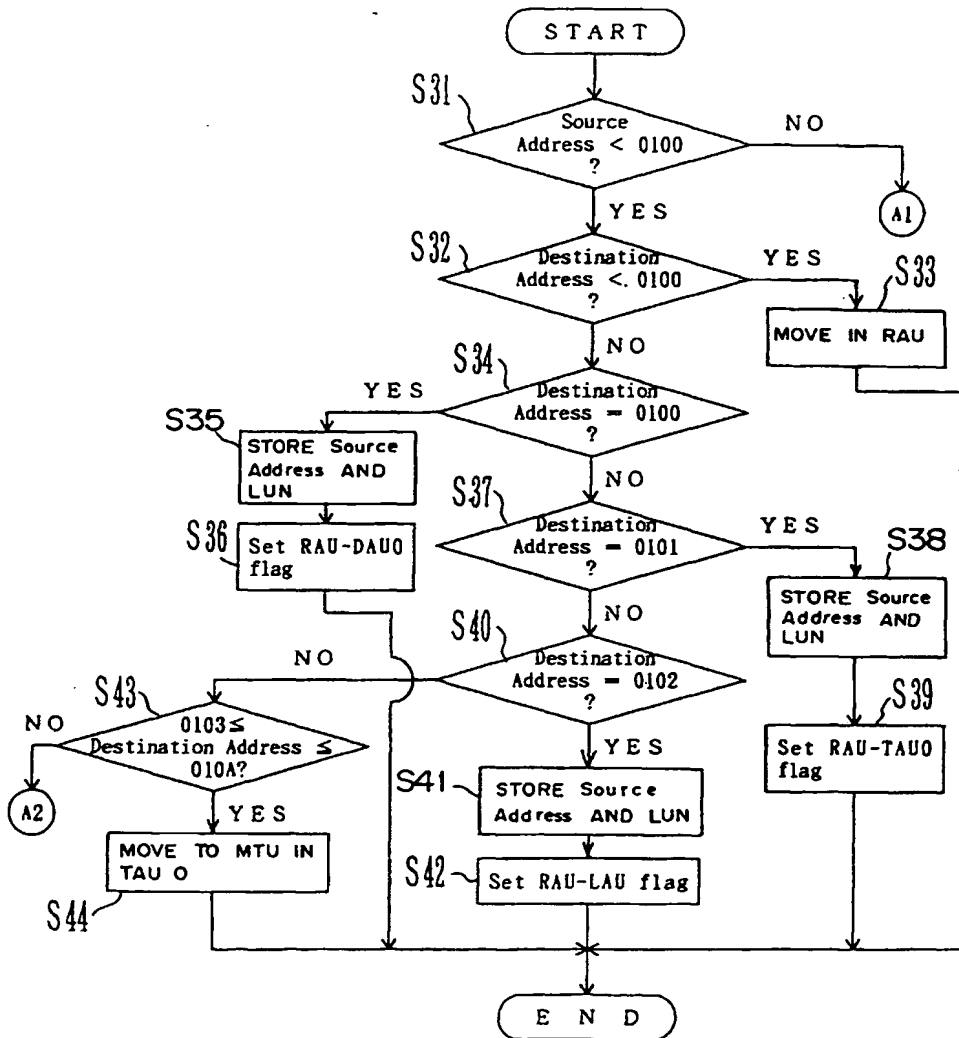 START
S31
Source
Address < 0100
?
NO
A1
YES
S32
Destination
Address <. 0100
?
YES
S33
MOVE IN RAU
NO
S34
Destination
Address = 0100
?
YES
S35
STORE Source
Address AND
LUN
S36
Set RAU-DAU0
flag
NO
S37
Destination
Address = 0101
?
YES
S38
STORE Source
Address AND
LUN
S39
Set RAU-TAU0
flag
NO
S40
Destination
Address = 0102
?
NO
S43
0103≤
Destination Address ≤
010A?
NO
A2
YES
MOVE TO MTU IN
TAU 0
S44
YES
S41
STORE Source
Address AND LUN
S42
Set RAU-LAU flag
END